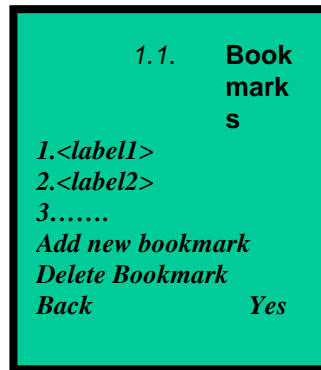 1.1. Book
mark
s
1.<label1>
2.<label2>
3.......
Add new bookmark
Delete Bookmark
Back Yes